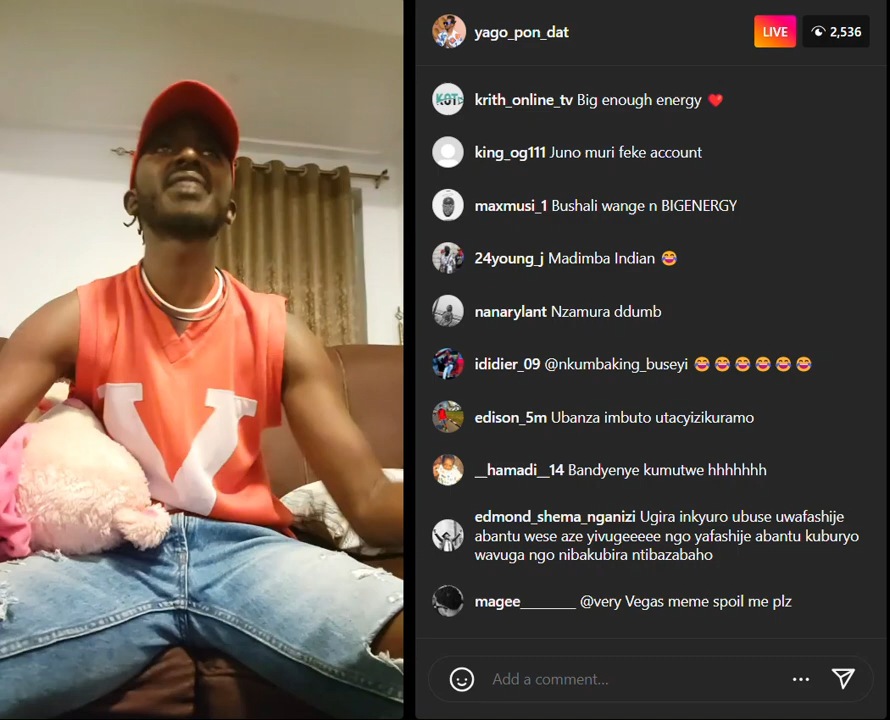 yago_pon_dat
LIVE
2,536
KOT
krith_online_tv Big enough energy ❤️
king_og111 Juno muri feke account
maxmusi_1 Bushali wange n BIGENERGY
24young_j Madimba Indian 😂
nanarylant Nzamura ddumb
ididier_09 @nkumbaking_buseyi 😂😂😂😂😂😂
edison_5m Ubanza imbuto utacyizikuramo
__hamadi__14 Bandyenye kumutwe hhhhhhh
edmond_shema_nganizi Ugira inkyuro ubuse uwafashije
abantu wese aze yivugeeeee ngo yafashije abantu kuburyo
wavuga ngo nibakubira ntibazabaho
magee________ @very Vegas meme spoil me plz
Add a comment...
V